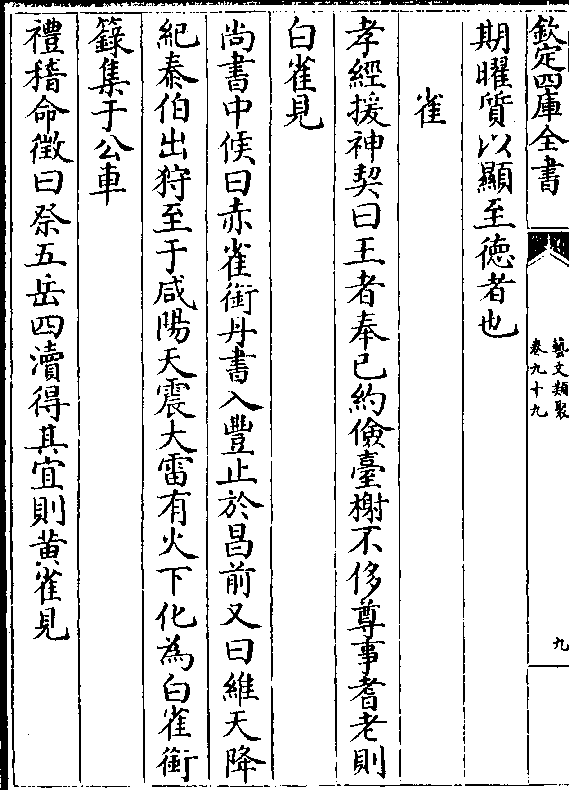 欽定四庫全書
藝文類聚
卷九十九
九
期曜質以顯至徳者也
雀
孝經援神契曰王者奉已約儉臺榭不侈尊事耆老則
白雀見
尚書中候曰赤雀銜丹書入豐止於昌前又曰維天降
紀秦伯出狩至于咸陽天震大雷有火下化為白雀銜
籙集于公車
禮稽命徵曰祭五岳四瀆得其宜則黄雀見